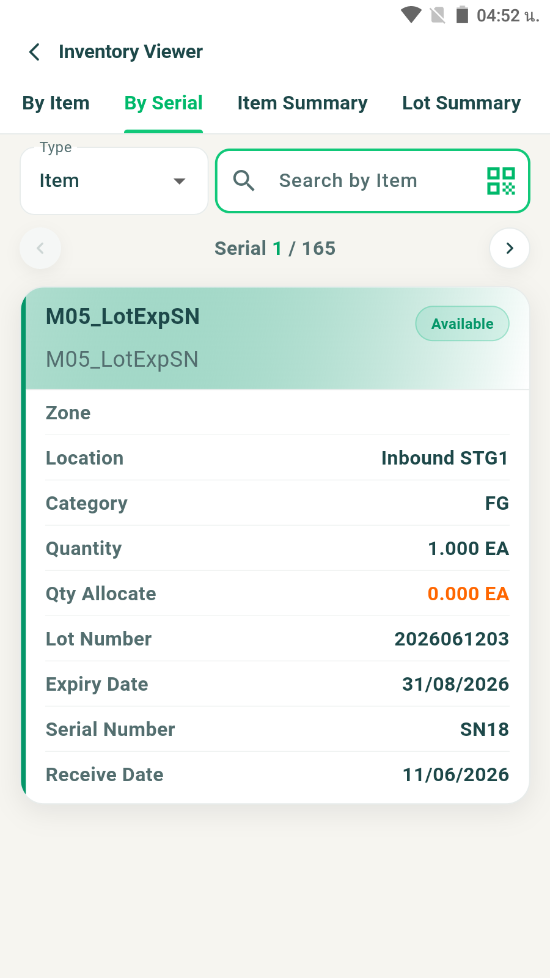 04:52 น.
Inventory Viewer
By Item By Serial Item Summary Lot Summary
Type
Item
Search by Item
Serial 1 / 165
M05_LotExpSN
Available
M05_LotExpSN
Zone
Location Inbound STG1
Category FG
Quantity 1.000 EA
Qty Allocate 0.000 EA
Lot Number 2026061203
Expiry Date 31/08/2026
Serial Number SN18
Receive Date 11/06/2026